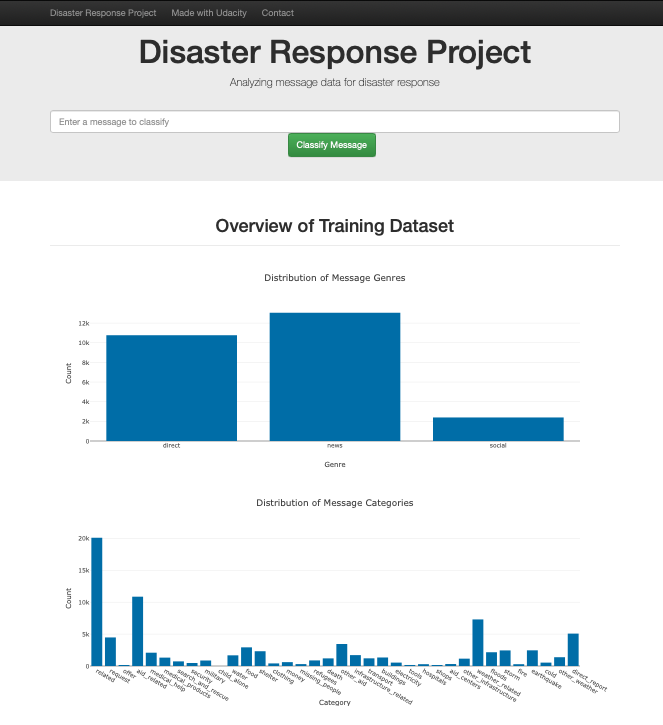 Disaster Response Project Made with Udacity Contact
Disaster Response Project
Analyzing message data for disaster response
Enter a message to classify
Classify Message
Overview of Training Dataset
Distribution of Message Genres
12k
10k
8k
6k
4k
2k
0
Count
direct news social
Genre
Distribution of Message Categories
20k
15k
10k
5k
0
Count
related
request
offer
aid_related
medical_help
medical_products
search_and_rescue
security
military
child_alone
water
food
shelter
clothing
money
missing_people
refugees
death
other_aid
infrastructure_related
transport
buildings
electricity
tools
hospitals
shops
aid_centers
other_infrastructure
weather_related
floods
storm
fire
earthquake
cold
other_weather
direct_report
Category